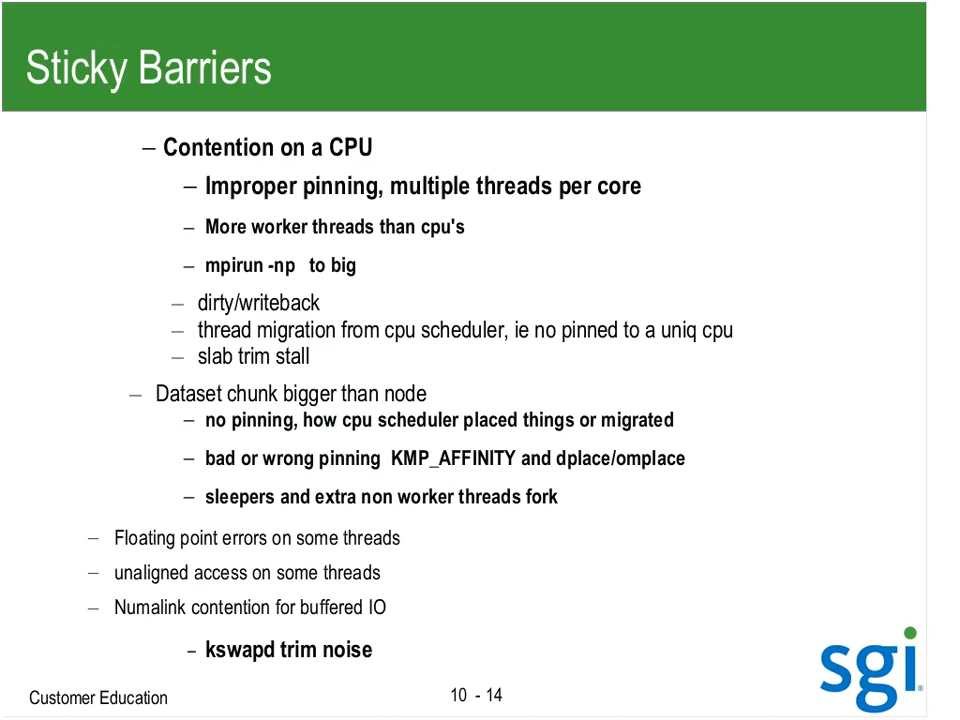 Sticky Barriers
– Contention on a CPU
– Improper pinning, multiple threads per core
– More worker threads than cpu's
– mpirun -np to big
– dirty/writeback
– thread migration from cpu scheduler, ie no pinned to a uniq cpu
– slab trim stall
– Dataset chunk bigger than node
– no pinning, how cpu scheduler placed things or migrated
– bad or wrong pinning KMP_AFFINITY and dplace/omplace
– sleepers and extra non worker threads fork
– Floating point errors on some threads
– unaligned access on some threads
– Numalink contention for buffered IO
– kswapd trim noise
sgi®
Customer Education
10 - 14